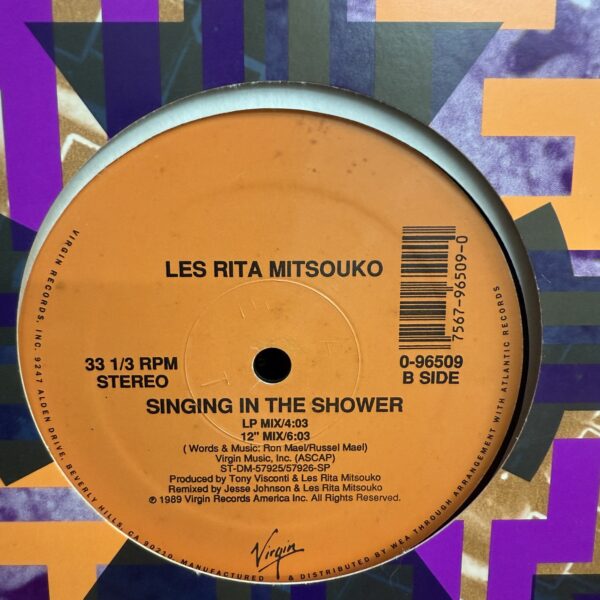 LES RITA MITSOUKO
7567-96509-0
33 1/3 RPM
STEREO
0-96509
B SIDE
SINGING IN THE SHOWER
LP MIX/4:03
12" MIX/6:03
( Words & Music: Ron Mael/Russel Mael)
Virgin Music, Inc. (ASCAP)
ST-DM-57925/57926-SP
Produced by Tony Visconti & Les Rita Mitsouko
Remixed by Jesse Johnson & Les Rita Mitsouko
℗ 1989 Virgin Records America Inc. All Rights Reserved.
Virgin
VIRGIN RECORDS, INC. 9247 ALDEN DRIVE, BEVERLY HILLS, CA 90210. MANUFACTURED & DISTRIBUTED BY WEA THROUGH ARRANGEMENT WITH ATLANTIC RECORDS